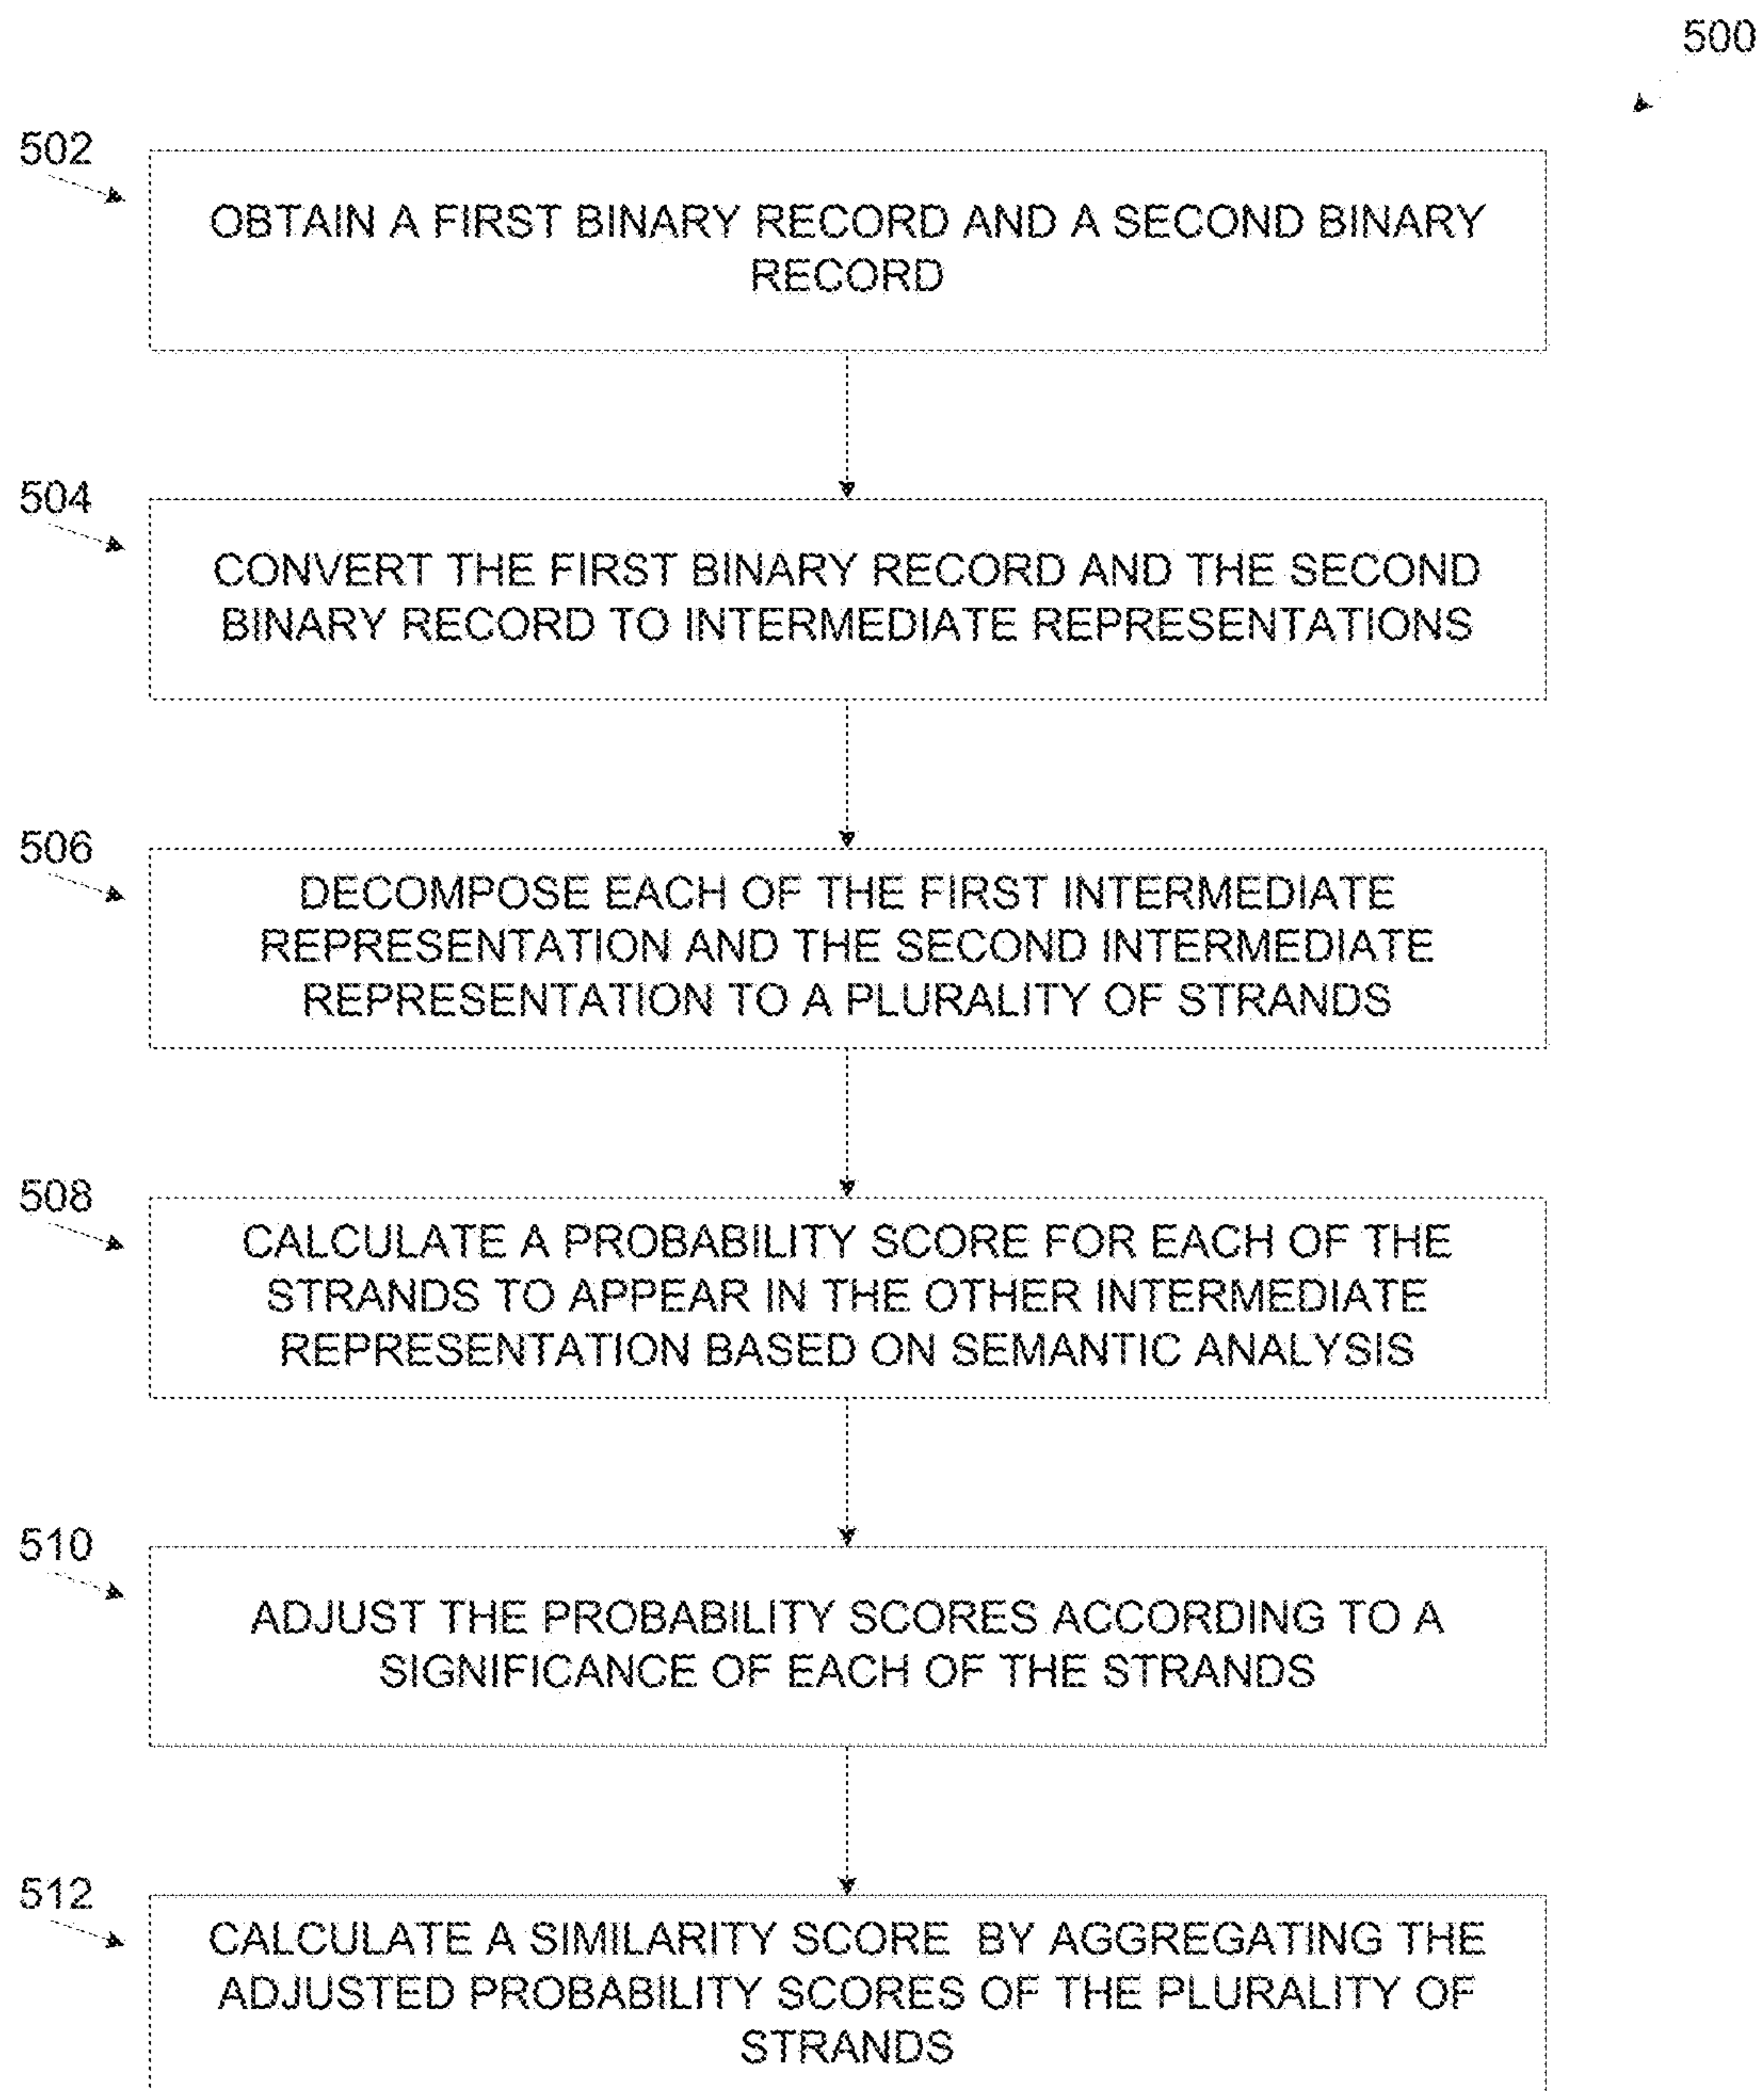 500
502
OBTAIN A FIRST BINARY RECORD AND A SECOND BINARY
RECORD
504
CONVERT THE FIRST BINARY RECORD AND THE SECOND
BINARY RECORD TO INTERMEDIATE REPRESENTATIONS
506
DECOMPOSE EACH OF THE FIRST INTERMEDIATE
REPRESENTATION AND THE SECOND INTERMEDIATE
REPRESENTATION TO A PLURALITY OF STRANDS
508
CALCULATE A PROBABILITY SCORE FOR EACH OF THE
STRANDS TO APPEAR IN THE OTHER INTERMEDIATE
REPRESENTATION BASED ON SEMANTIC ANALYSIS
510
ADJUST THE PROBABILITY SCORES ACCORDING TO A
SIGNIFICANCE OF EACH OF THE STRANDS
512
CALCULATE A SIMILARITY SCORE BY AGGREGATING THE
ADJUSTED PROBABILITY SCORES OF THE PLURALITY OF
STRANDS